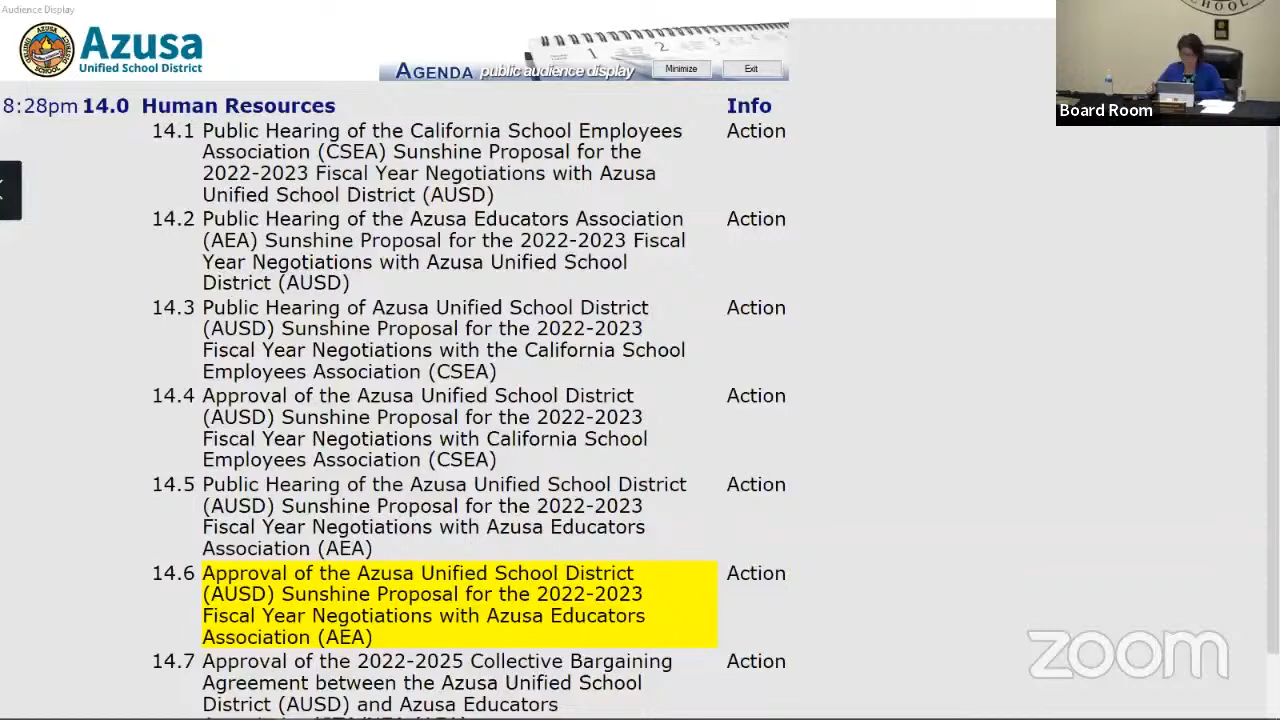 Audience Display
Azusa
Unified School District
1 2 3
AGENDA public audience display
Minimize Exit
SCHOOL
Board Room
8:28pm 14.0 Human Resources Info
14.1 Public Hearing of the California School Employees Action
Association (CSEA) Sunshine Proposal for the
2022-2023 Fiscal Year Negotiations with Azusa
Unified School District (AUSD)
14.2 Public Hearing of the Azusa Educators Association Action
(AEA) Sunshine Proposal for the 2022-2023 Fiscal
Year Negotiations with Azusa Unified School
District (AUSD)
14.3 Public Hearing of Azusa Unified School District Action
(AUSD) Sunshine Proposal for the 2022-2023
Fiscal Year Negotiations with the California School
Employees Association (CSEA)
14.4 Approval of the Azusa Unified School District Action
(AUSD) Sunshine Proposal for the 2022-2023
Fiscal Year Negotiations with California School
Employees Association (CSEA)
14.5 Public Hearing of the Azusa Unified School District Action
(AUSD) Sunshine Proposal for the 2022-2023
Fiscal Year Negotiations with Azusa Educators
Association (AEA)
14.6 Approval of the Azusa Unified School District Action
(AUSD) Sunshine Proposal for the 2022-2023
Fiscal Year Negotiations with Azusa Educators
Association (AEA)
14.7 Approval of the 2022-2025 Collective Bargaining Action
Agreement between the Azusa Unified School
District (AUSD) and Azusa Educators
zoom